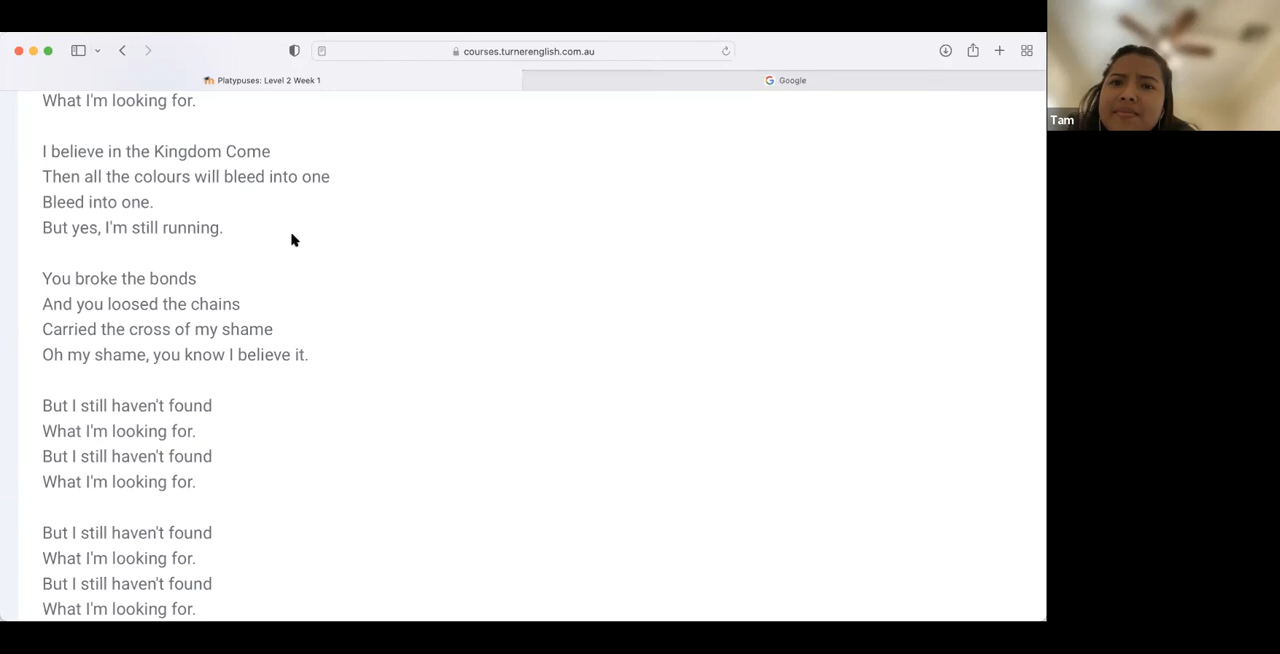 courses.turnerenglish.com.au
Platypuses: Level 2 Week 1
Google
What I'm looking for.
I believe in the Kingdom Come
Then all the colours will bleed into one
Bleed into one.
But yes, I'm still running.
You broke the bonds
And you loosed the chains
Carried the cross of my shame
Oh my shame, you know I believe it.
But I still haven't found
What I'm looking for.
But I still haven't found
What I'm looking for.
But I still haven't found
What I'm looking for.
But I still haven't found
What I'm looking for.
Tam